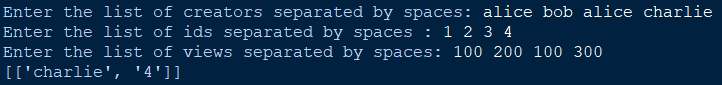 Enter the list of creators separated by spaces: alice bob alice charlie
Enter the list of ids separated by spaces : 1 2 3 4
Enter the list of views separated by spaces: 100 200 100 300
[['charlie', '4']]